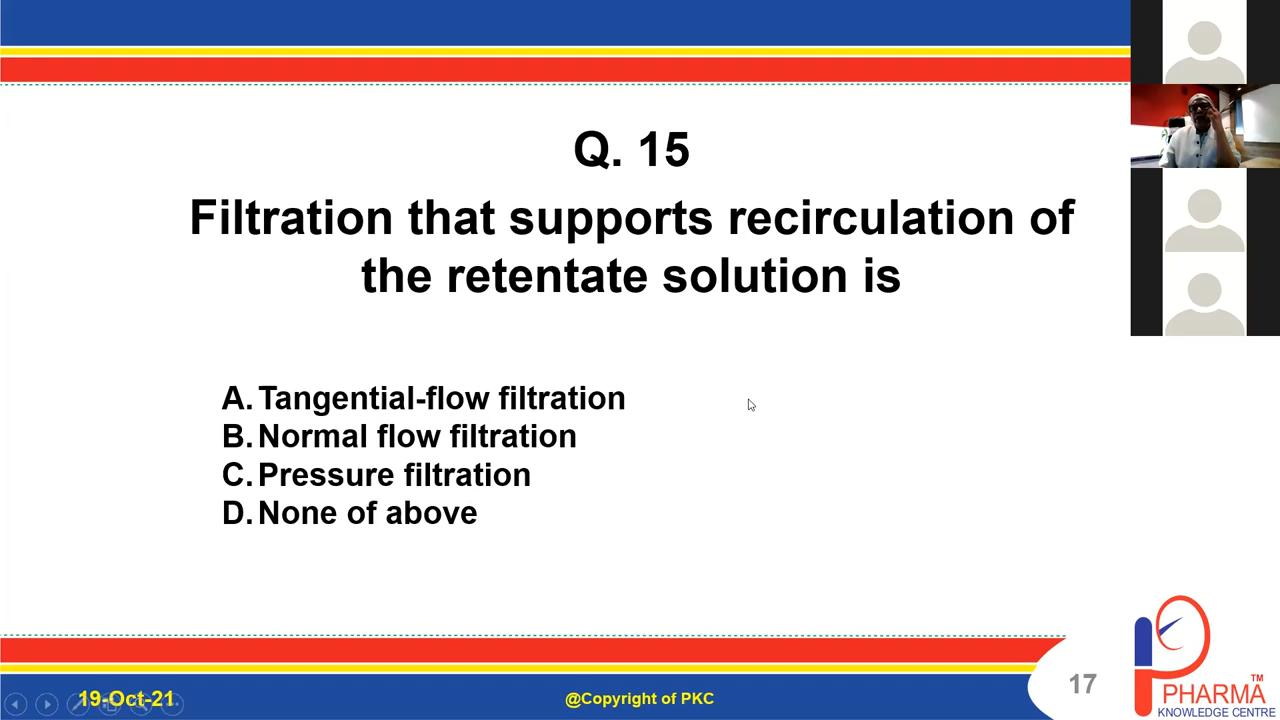 Q. 15
Filtration that supports recirculation of
the retentate solution is
A. Tangential-flow filtration
B. Normal flow filtration
C. Pressure filtration
D. None of above
19-Oct-21
@Copyright of PKC
17
PHARMA TM
KNOWLEDGE CENTRE